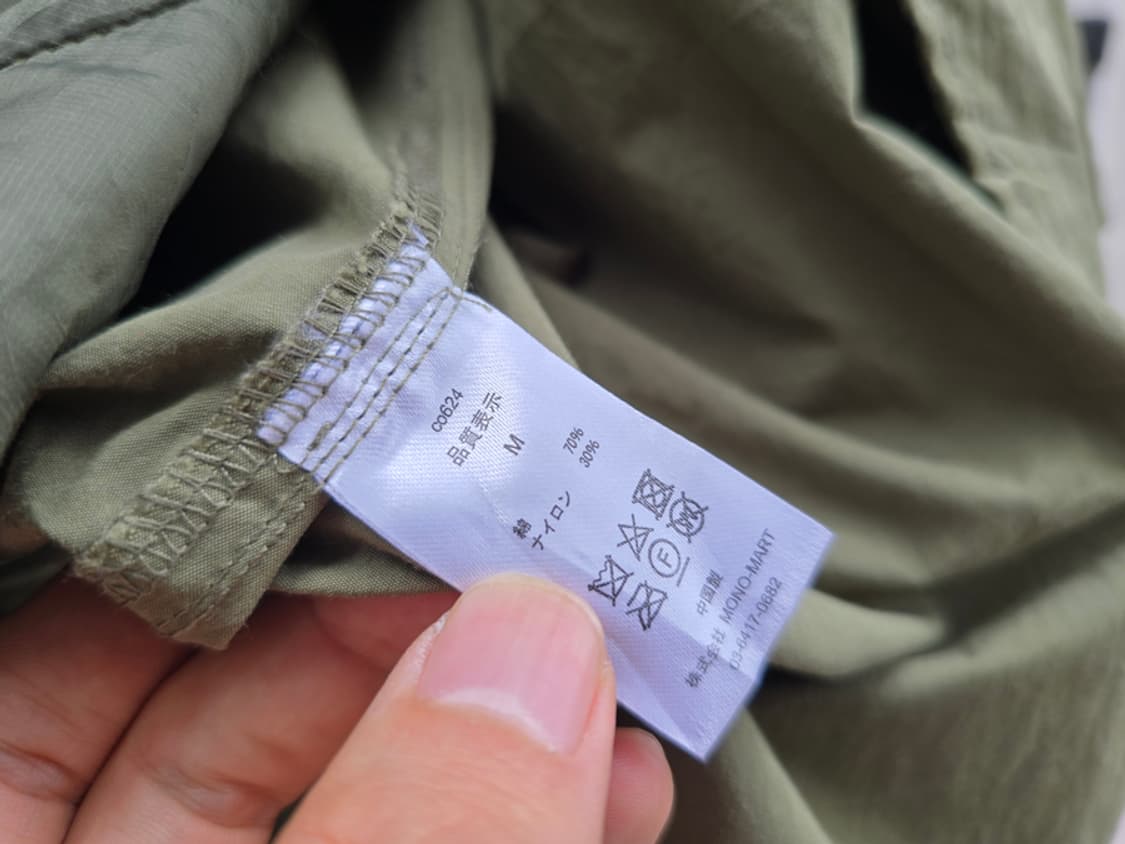 co624
品質表示
M
綿 70%
ナイロン 30%
F
W
中国製
株式会社 MONO-MART
03-6417-0682